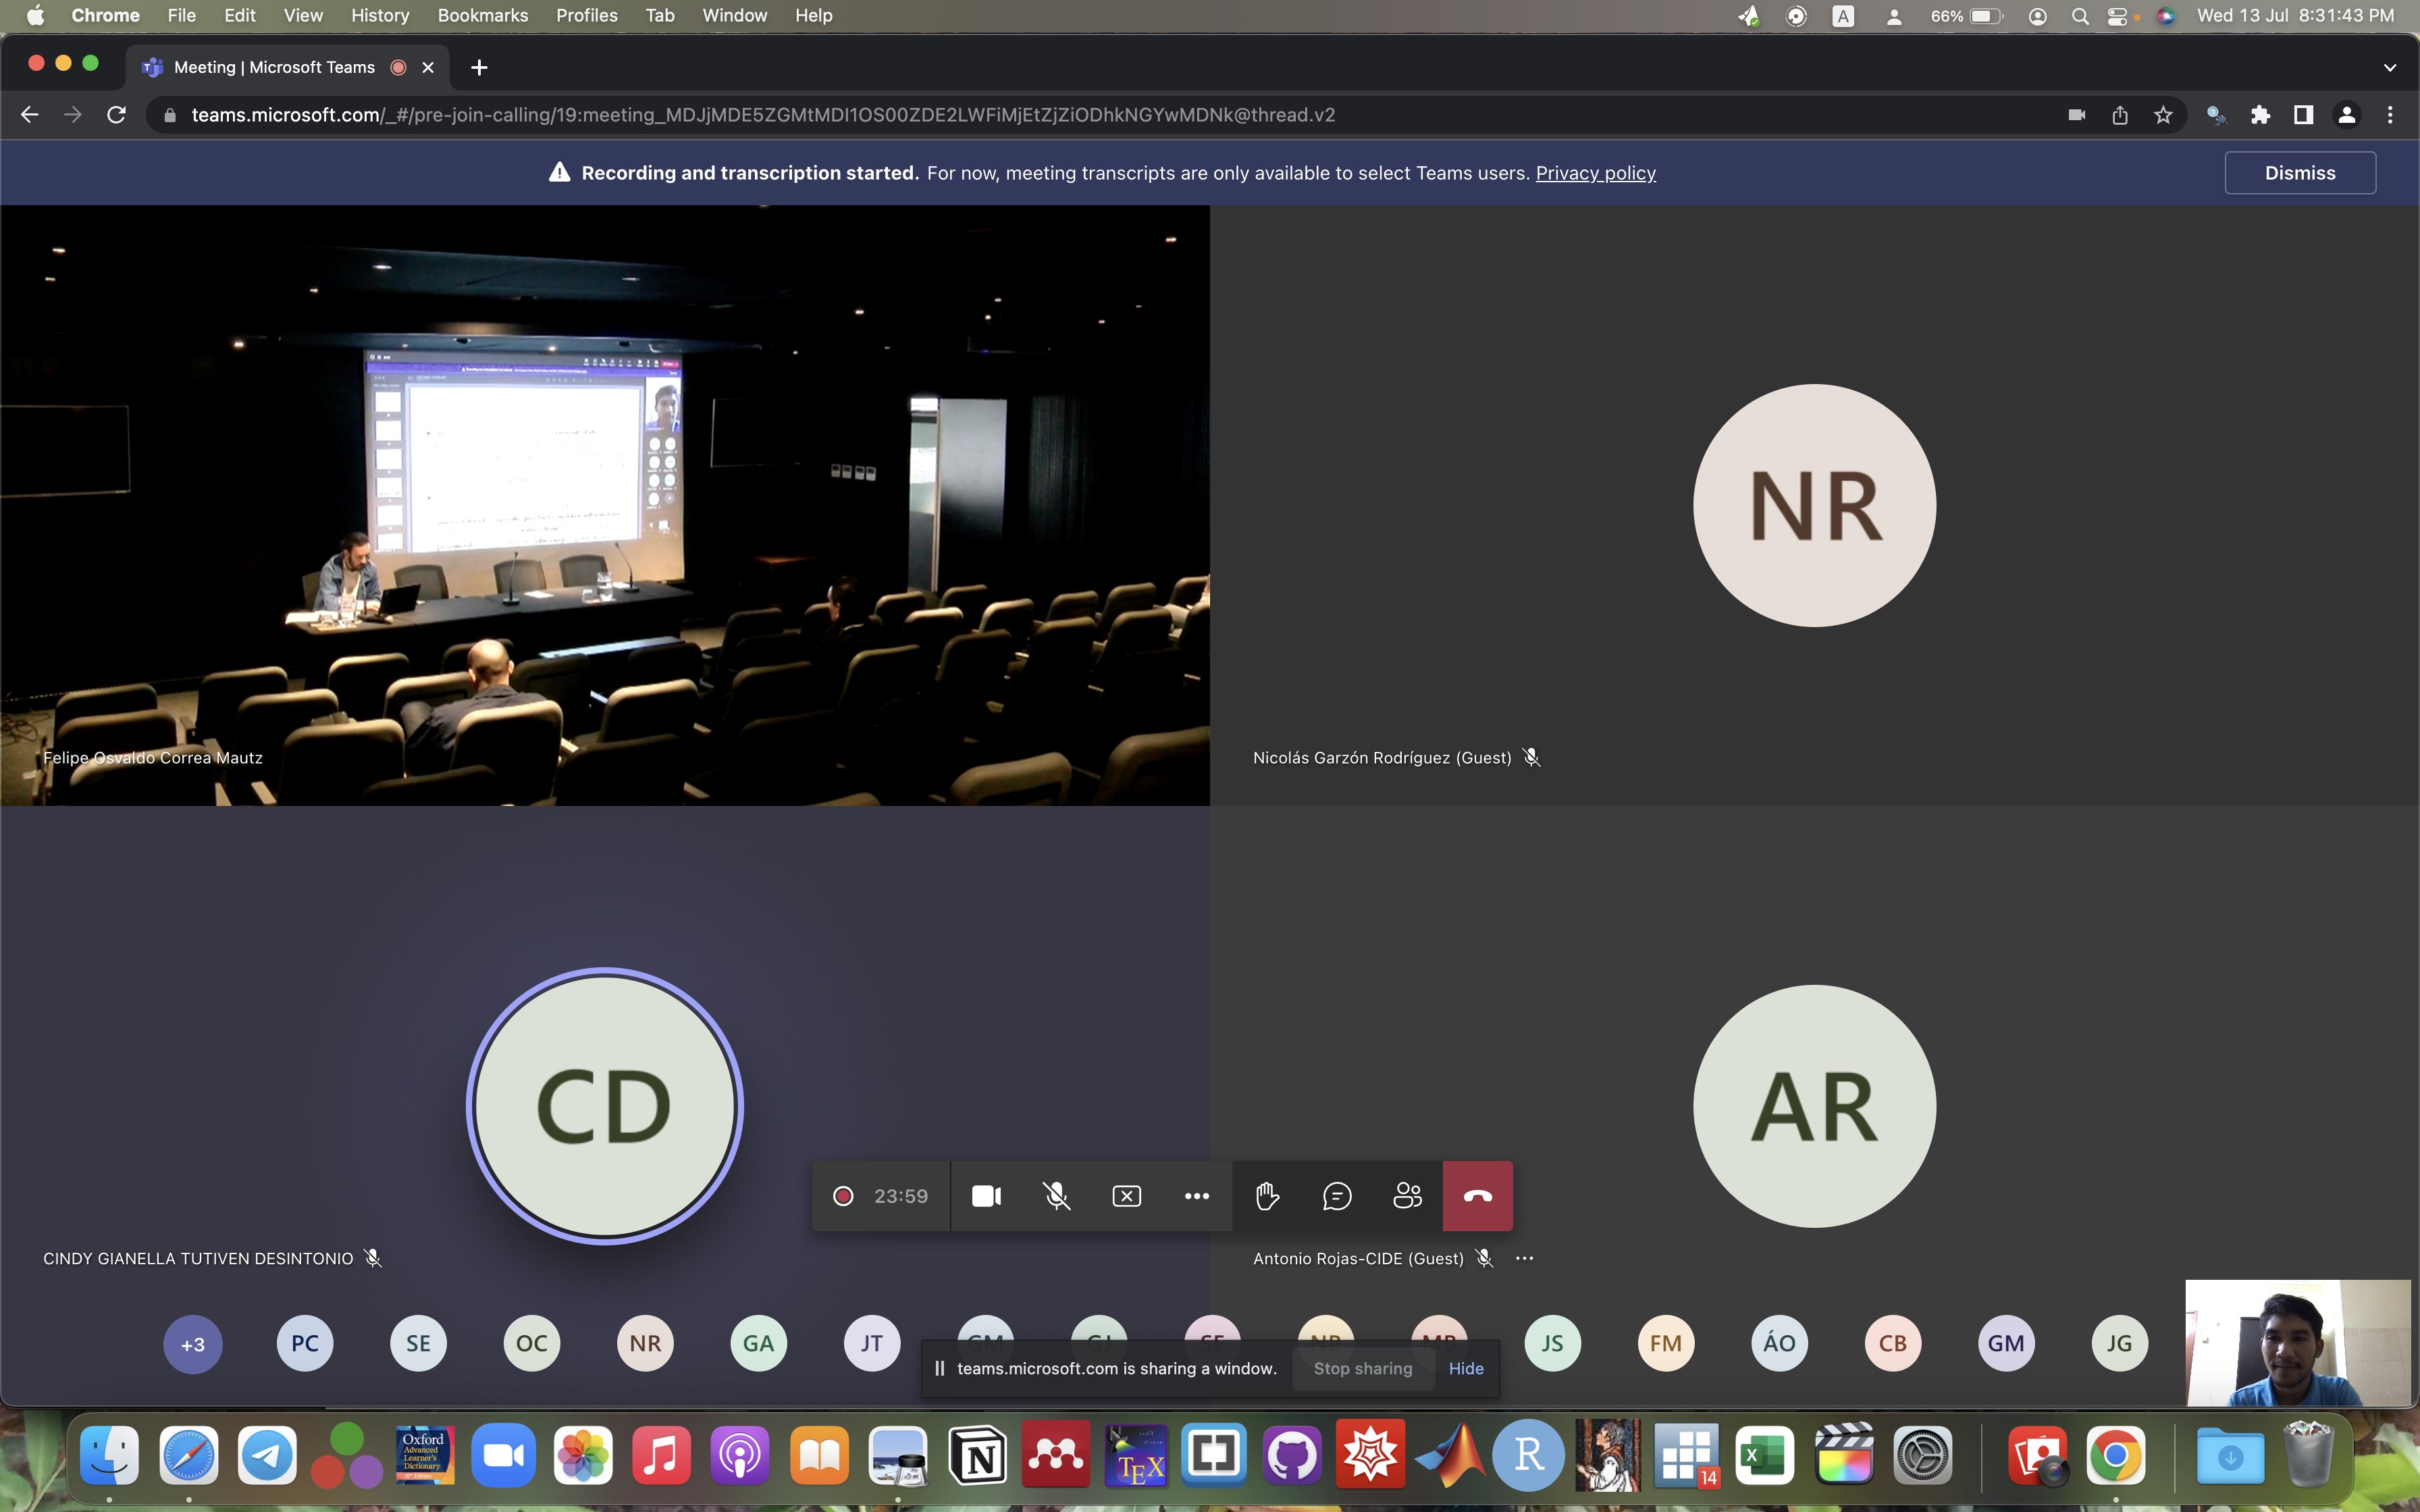 Chrome File Edit View History Bookmarks Profiles Tab Window Help A 66% Wed 13 Jul 8:31:43 PM
Meeting | Microsoft Teams
teams.microsoft.com/_#/pre-join-calling/19:meeting_MDJjMDE5ZGMtMDI1OS00ZDE2LWFiMjEtZjZiODhkNGYwMDNk@thread.v2
Recording and transcription started. For now, meeting transcripts are only available to select Teams users. Privacy policy
Dismiss
NR
Felipe Osvaldo Correa Mautz
Nicolás Garzón Rodríguez (Guest)
CD
AR
23:59
CINDY GIANELLA TUTIVEN DESINTONIO
Antonio Rojas-CIDE (Guest)
+3 PC SE OC NR GA JT GM GJ SE NB MB JS FM ÁO CB GM JG
teams.microsoft.com is sharing a window. Stop sharing Hide
Oxford
Advanced
Learner's
Dictionary
N
TEX
R
14
X